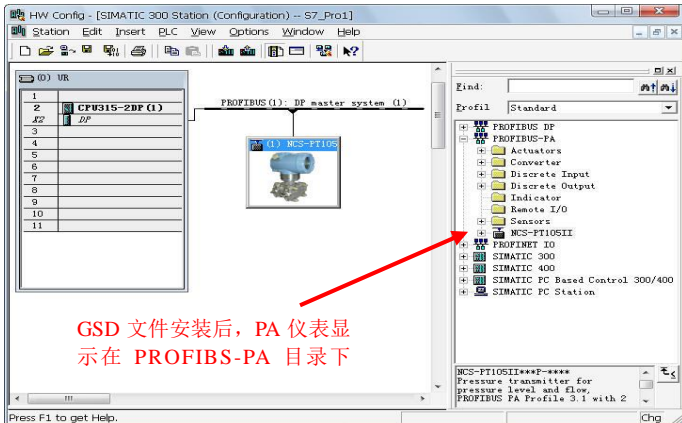 HW Config - [SIMATIC 300 Station (Configuration) -- S7_Pro1]
Station Edit Insert PLC View Options Window Help
(0) UR
1
2 CPU315-2DP(1)
X2 DP
3
4
5
6
7
8
9
10
11
PROFIBUS(1): DP master system (1)
(1) NCS-PT105
GSD 文件安装后，PA 仪表显
示在 PROFIBS-PA 目录下
Find:
Profil Standard
PROFIBUS DP
PROFIBUS-PA
Actuators
Converter
Discrete Input
Discrete Output
Indicator
Remote I/O
Sensors
NCS-PT105II
PROFINET IO
SIMATIC 300
SIMATIC 400
SIMATIC PC Based Control 300/400
SIMATIC PC Station
NCS-PT105II***P-****
Pressure transmitter for
pressure level and flow,
PROFIBUS PA Profile 3.1 with 2
Press F1 to get Help.
Chg